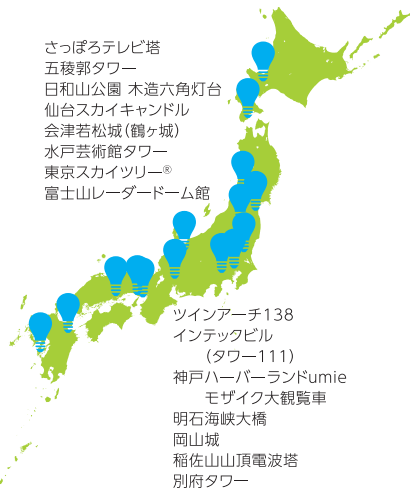 さっぽろテレビ塔
五稜郭タワー
日和山公園 木造六角灯台
仙台スカイキャンドル
会津若松城（鶴ヶ城）
水戸芸術館タワー
東京スカイツリー®
富士山レーダードーム館
ツインアーチ138
インテックビル
（タワー111）
神戸ハーバーランドumie
モザイク大観覧車
明石海峡大橋
岡山城
稲佐山山頂電波塔
別府タワー